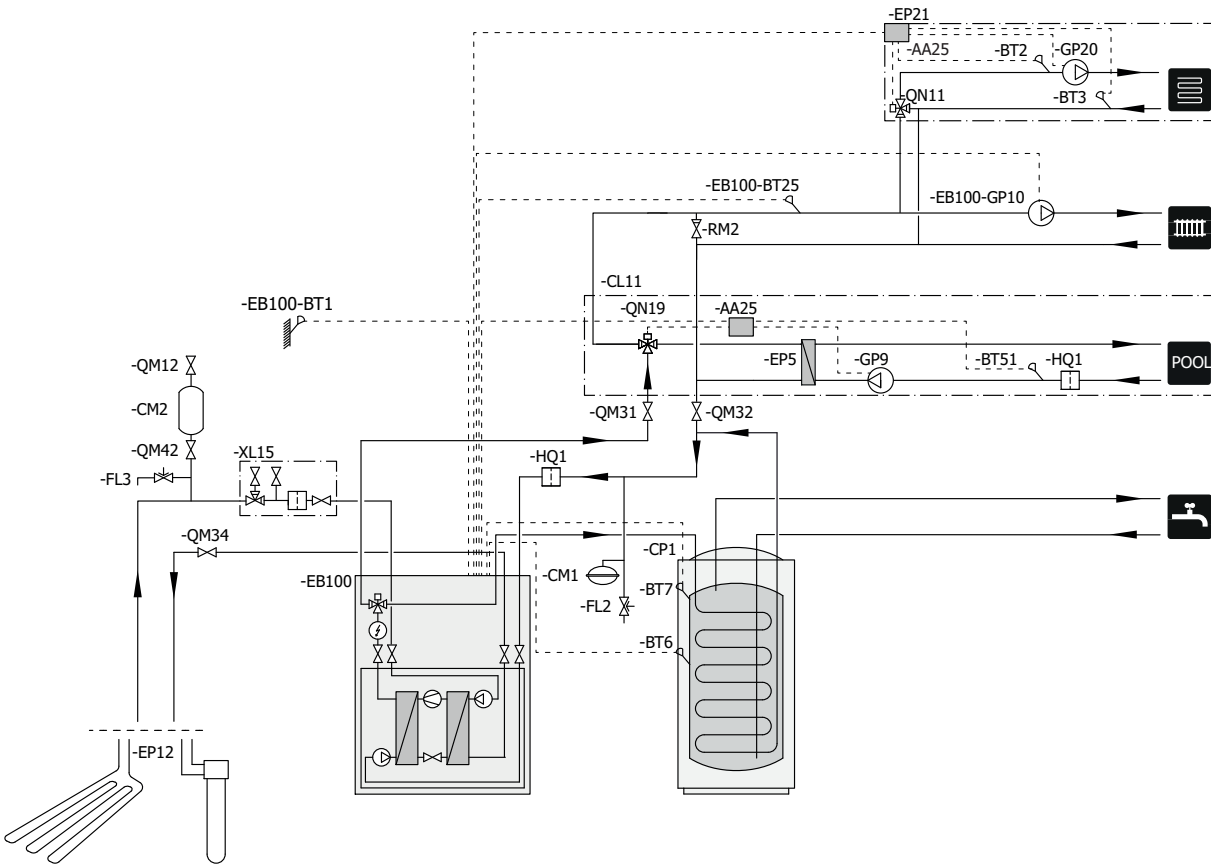 -EP21
-AA25
-BT2
-GP20
-QN11
-BT3
-EB100-BT25
-EB100-GP10
-RM2
-CL11
-EB100-BT1
-QN19
-AA25
-QM12
-EP5
-GP9
-BT51
-HQ1
POOL
-CM2
-QM31
-QM32
-QM42
-XL15
-HQ1
-FL3
-QM34
-CP1
-EB100
-CM1
-BT7
-FL2
-BT6
-EP12